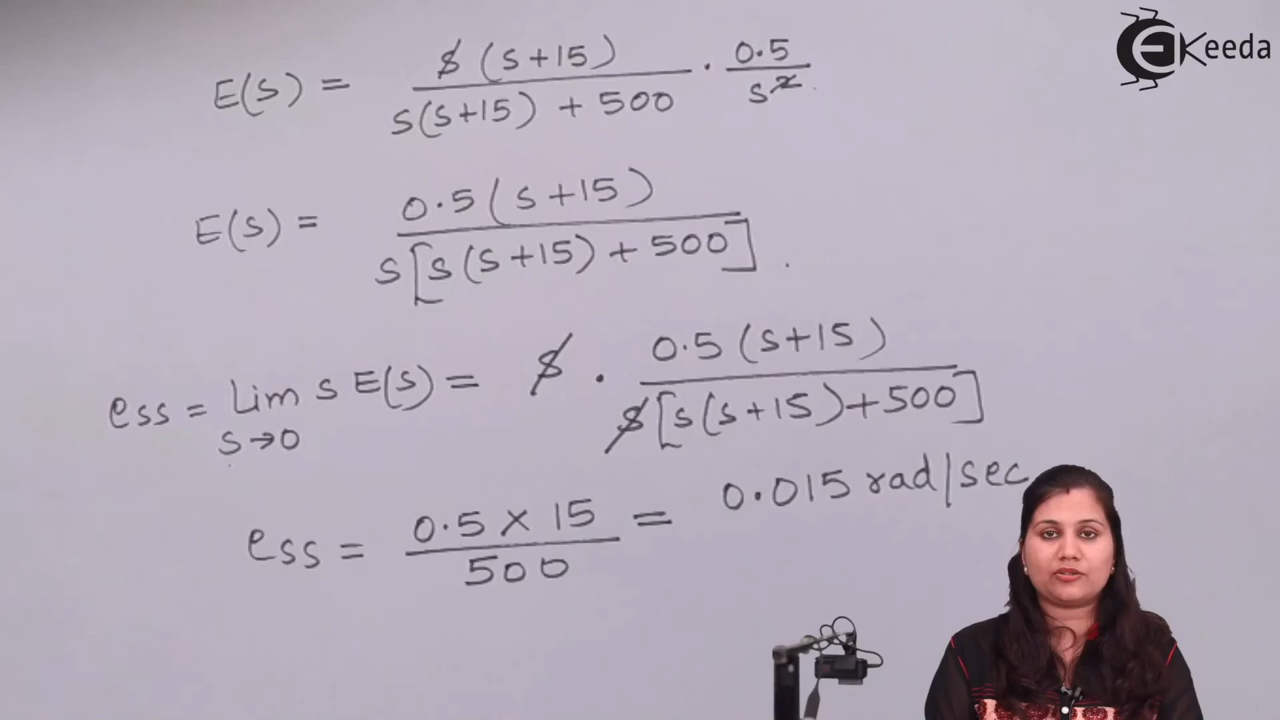 Ekeeda
E(s) = s(s+15) / s(s+15) + 500 · 0.5 / s²
E(s) = 0.5(s+15) / s[s(s+15) + 500] .
ess = Lim s→0 s E(s) = s · 0.5(s+15) / s[s(s+15)+500]
ess = 0.5 × 15 / 500 = 0.015 rad/sec